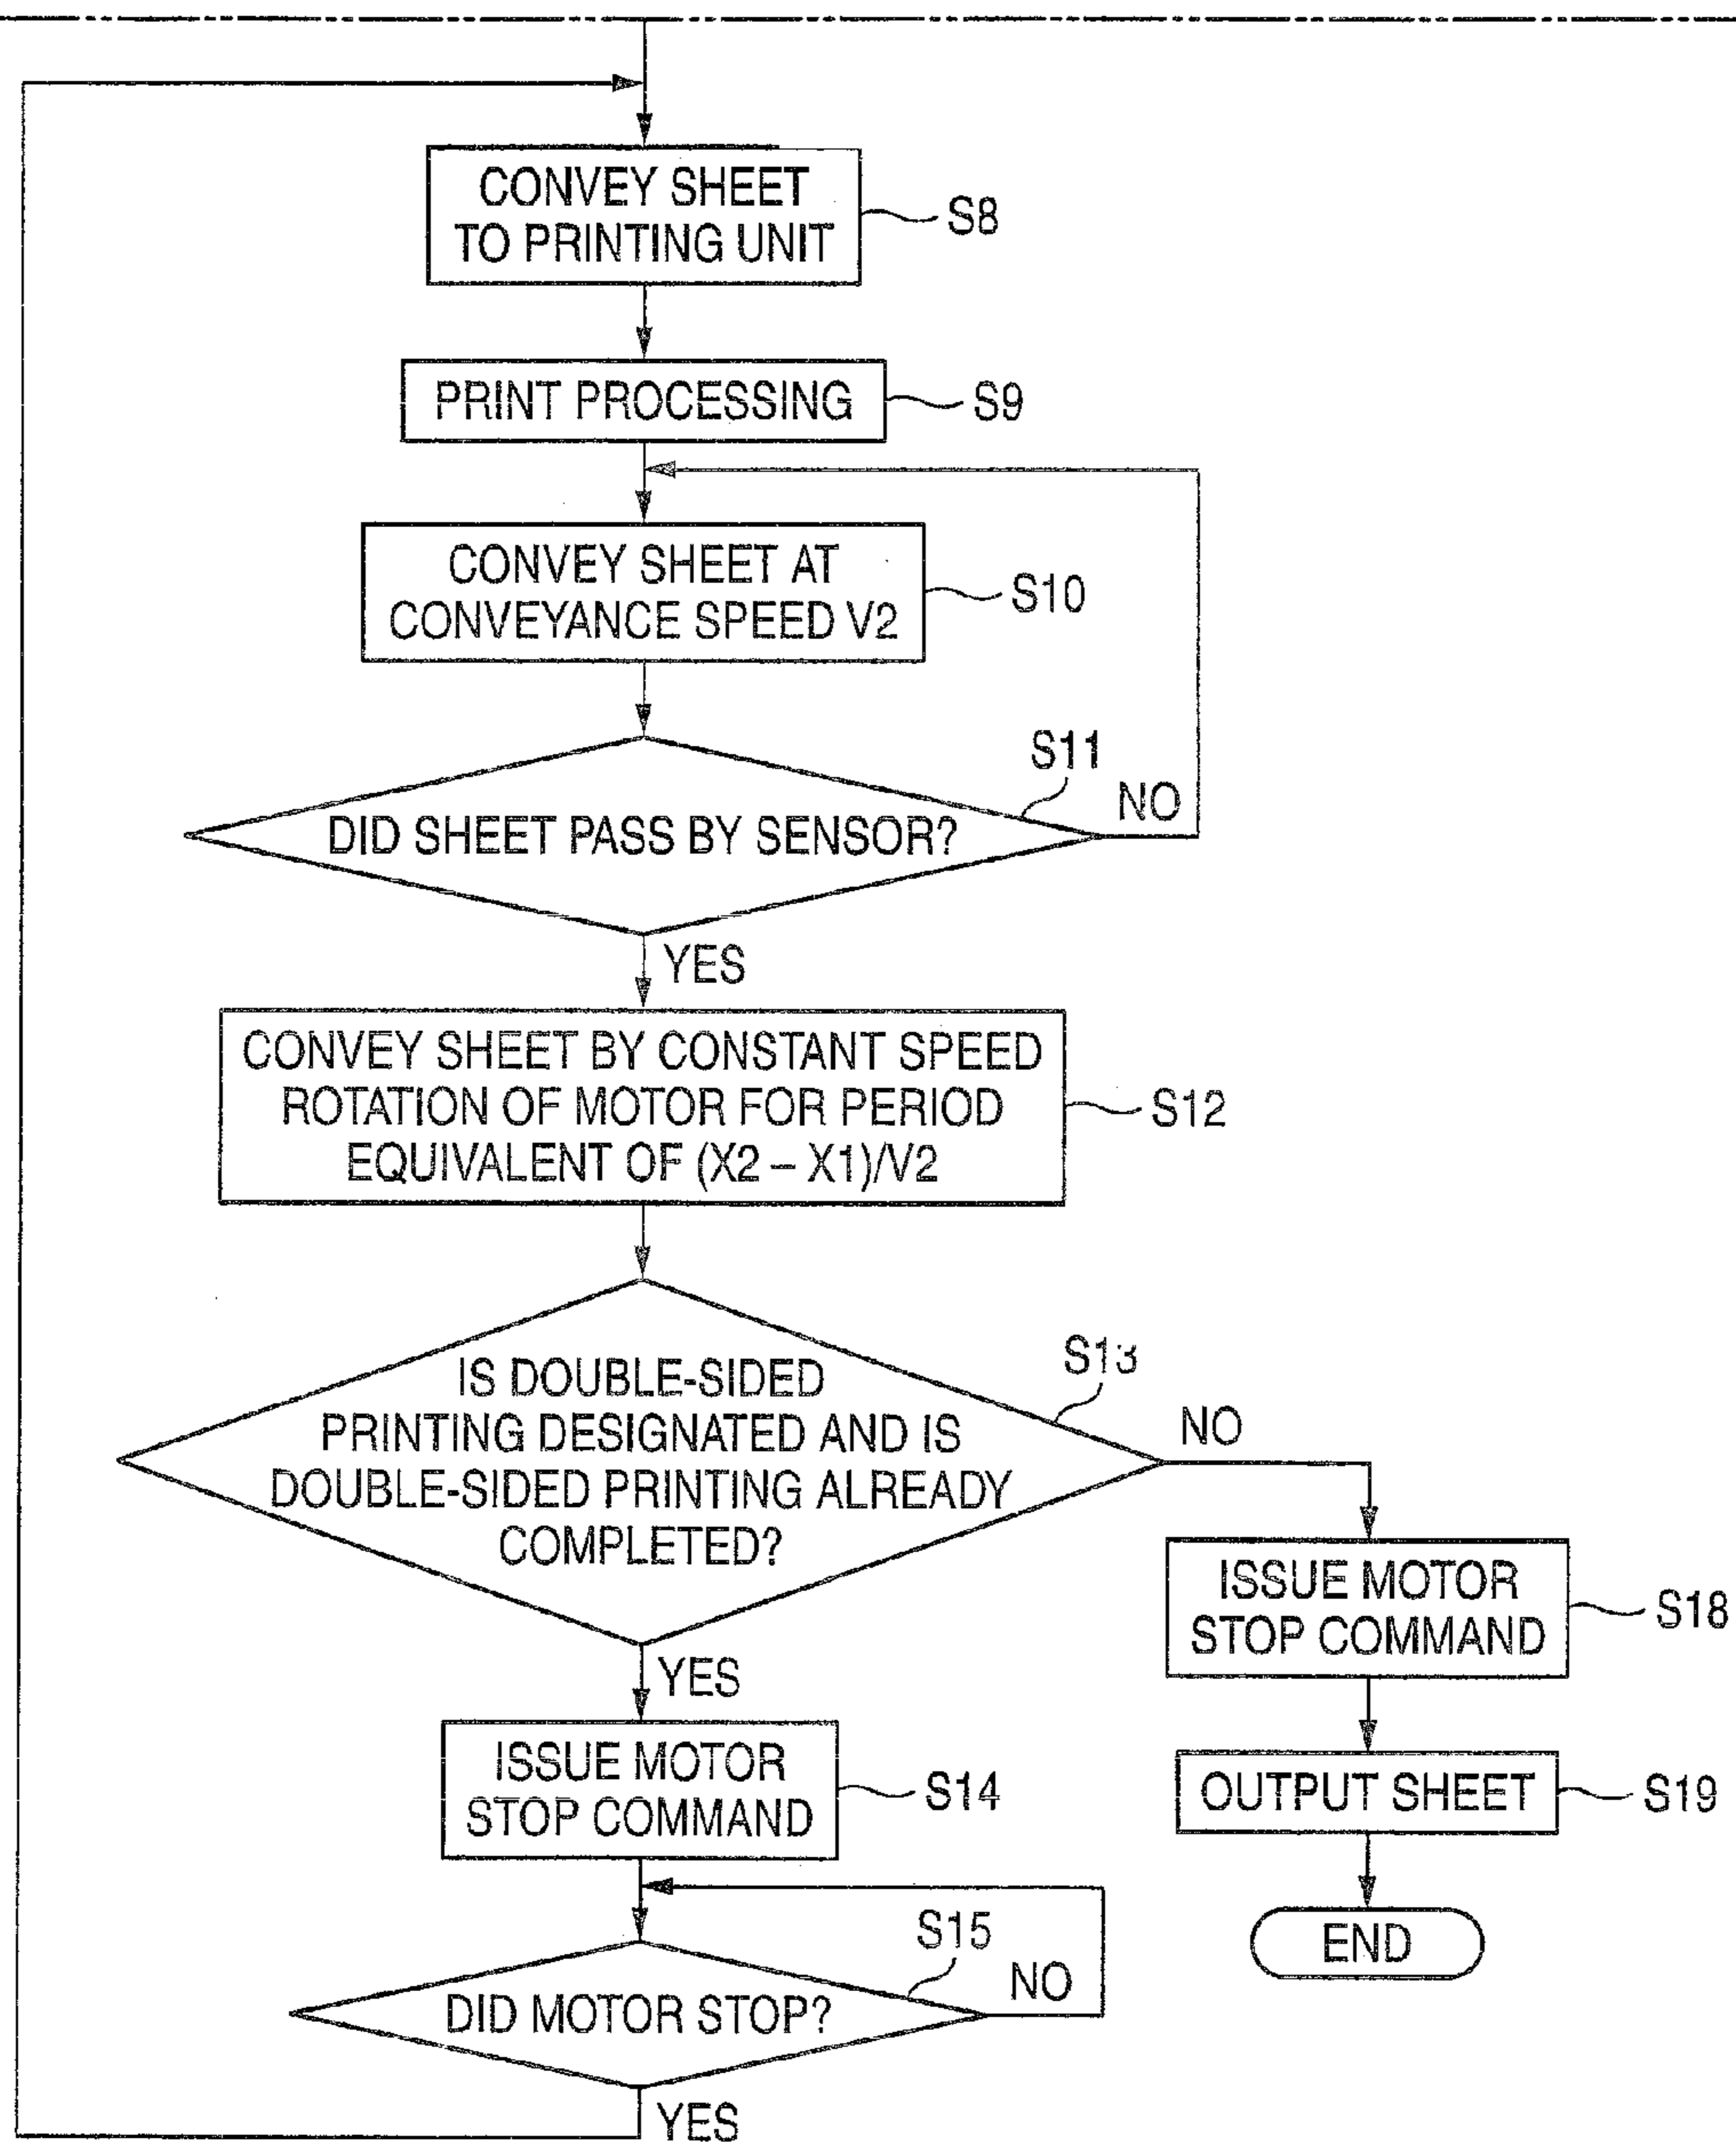 CONVEY SHEET
TO PRINTING UNIT
S8
PRINT PROCESSING
S9
CONVEY SHEET AT
CONVEYANCE SPEED V2
S10
S11
NO
DID SHEET PASS BY SENSOR?
YES
CONVEY SHEET BY CONSTANT SPEED
ROTATION OF MOTOR FOR PERIOD
EQUIVALENT OF (X2 – X1)/V2
S12
S13
IS DOUBLE-SIDED
PRINTING DESIGNATED AND IS
DOUBLE-SIDED PRINTING ALREADY
COMPLETED?
NO
YES
ISSUE MOTOR
STOP COMMAND
S18
ISSUE MOTOR
STOP COMMAND
S14
OUTPUT SHEET
S19
S15
NO
END
DID MOTOR STOP?
YES